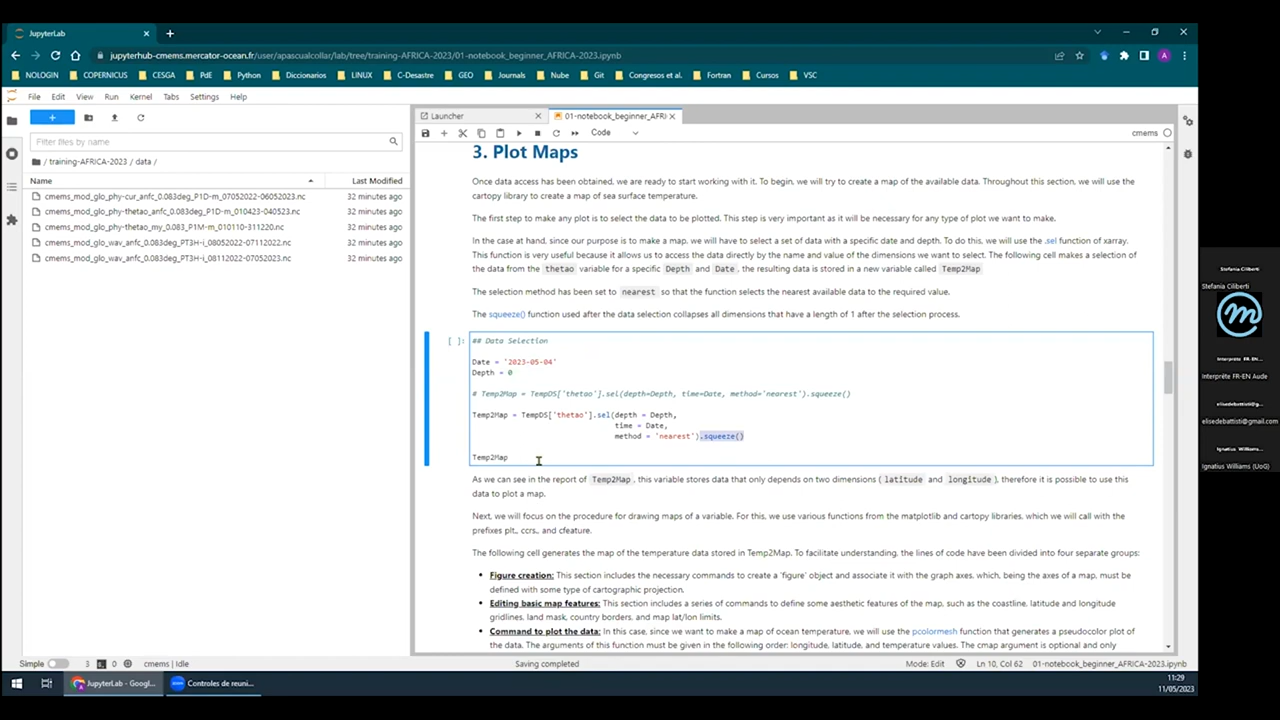 JupyterLab
jupyterhub-cmems.mercator-ocean.fr/user/apascualcollar/lab/tree/training-AFRICA-2023/01-notebook_beginner_AFRICA-2023.ipynb
A
NOLOGIN COPERNICUS CESGA PdE Python Diccionarios LINUX C-Desastre GEO Journals Nube Git Congresos et al. Fortran Cursos VSC
File Edit View Run Kernel Tabs Settings Help
Launcher
01-notebook_beginner_AFRI
Filter files by name
Code
cmems
/ training-AFRICA-2023 / data /
Name Last Modified
cmems_mod_glo_phy-cur_anfc_0.083deg_P1D-m_07052022-06052023.nc 32 minutes ago
cmems_mod_glo_phy-thetao_anfc_0.083deg_P1D-m_010423-040523.nc 32 minutes ago
cmems_mod_glo_phy-thetao_my_0.083_P1M-m_010110-311220.nc 32 minutes ago
cmems_mod_glo_wav_anfc_0.083deg_PT3H-i_08052022-07112022.nc 32 minutes ago
cmems_mod_glo_wav_anfc_0.083deg_PT3H-i_08112022-07052023.nc 32 minutes ago
3. Plot Maps
Once data access has been obtained, we are ready to start working with it. To begin, we will try to create a map of the available data. Throughout this section, we will use the
cartopy library to create a map of sea surface temperature.
The first step to make any plot is to select the data to be plotted. This step is very important as it will be necessary for any type of plot we want to make.
In the case at hand, since our purpose is to make a map, we will have to select a set of data with a specific date and depth. To do this, we will use the .sel function of xarray.
This function is very useful because it allows us to access the data directly by the name and value of the dimensions we want to select. The following cell makes a selection of
the data from the thetao variable for a specific Depth and Date, the resulting data is stored in a new variable called Temp2Map
The selection method has been set to nearest so that the function selects the nearest available data to the required value.
The squeeze() function used after the data selection collapses all dimensions that have a length of 1 after the selection process.
[ ]:
## Data Selection
Date = '2023-05-04'
Depth = 0
# Temp2Map = TempDS['thetao'].sel(depth=Depth, time=Date, method='nearest').squeeze()
Temp2Map = TempDS['thetao'].sel(depth = Depth,
time = Date,
method = 'nearest').squeeze()
Temp2Map
As we can see in the report of Temp2Map, this variable stores data that only depends on two dimensions ( latitude and longitude ), therefore it is possible to use this
data to plot a map.
Next, we will focus on the procedure for drawing maps of a variable. For this, we use various functions from the matplotlib and cartopy libraries, which we will call with the
prefixes plt., ccrs., and cfeature.
The following cell generates the map of the temperature data stored in Temp2Map. To facilitate understanding, the lines of code have been divided into four separate groups:
• Figure creation: This section includes the necessary commands to create a 'figure' object and associate it with the graph axes, which, being the axes of a map, must be
defined with some type of cartographic projection.
• Editing basic map features: This section includes a series of commands to define some aesthetic features of the map, such as the coastline, latitude and longitude
gridlines, land mask, country borders, and map lat/lon limits.
• Command to plot the data: In this case, since we want to make a map of ocean temperature, we will use the pcolormesh function that generates a pseudocolor plot of
the data. The arguments of this function must be given in the following order: longitude, latitude, and temperature values. The cmap argument is optional and only
Simple 3 0 cmems | Idle
Saving completed
Mode: Edit Ln 10, Col 62 01-notebook_beginner_AFRICA-2023.ipynb
JupyterLab - Googl...
Controles de reuni...
11:29
11/05/2023
Stefania Ciliberti
Stefania Ciliberti
Interprète FR-EN...
Interprète FR-EN Aude
elisedebattisti@g...
elisedebattisti@gmail.com
Ignatius Williams...
Ignatius Williams (UoG)